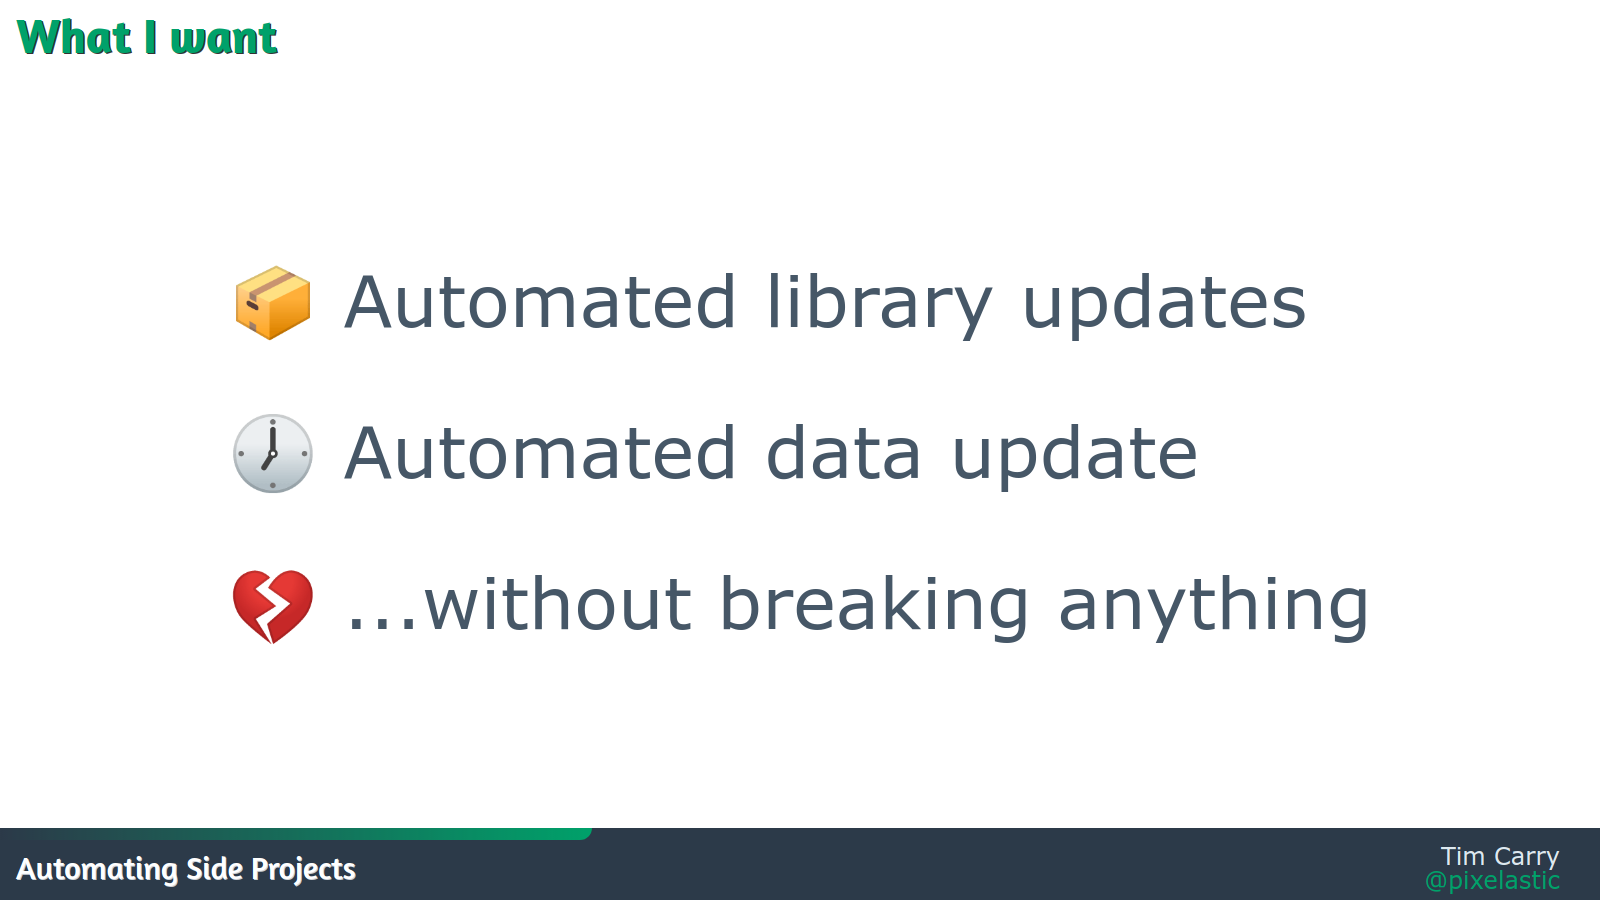 What I want
Automated library updates
Automated data update
...without breaking anything
Automating Side Projects
Tim Carry
@pixelastic